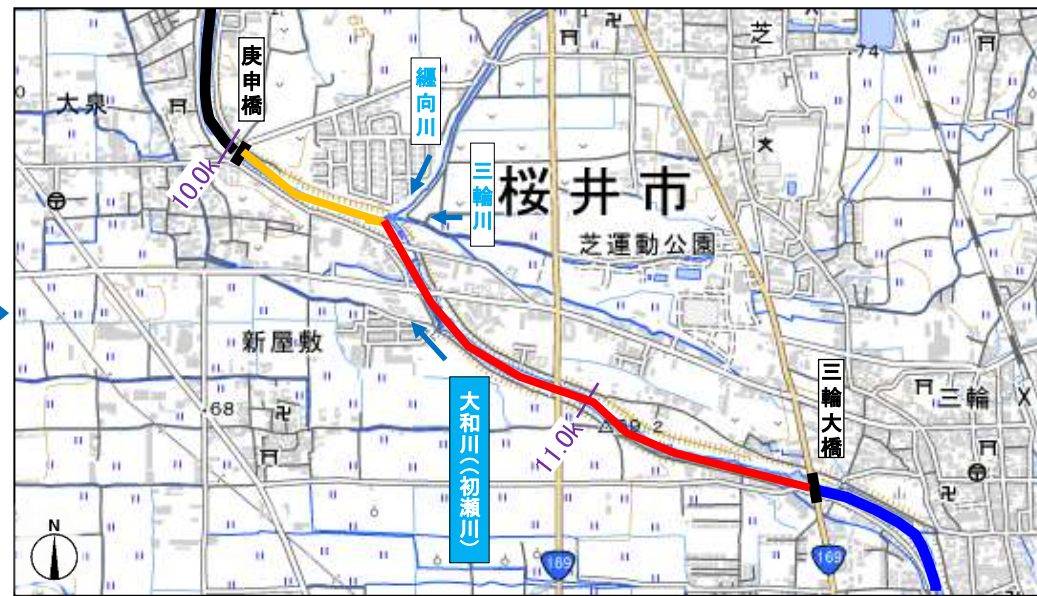 庚申橋
纏向川
三輪川
芝
74
太泉
10.0k
桜井市
芝運動公園
新屋敷
68
大和川((初瀬川)
11.0k
三輪大橋
三輪
169
169
N